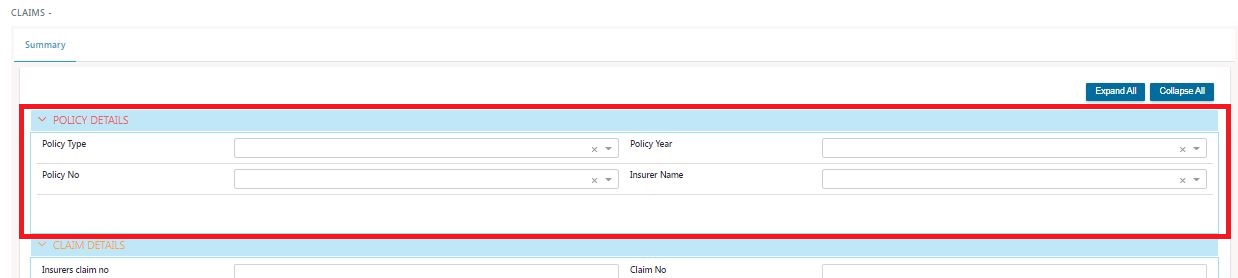 CLAIMS -
Summary
Expand All Collapse All
POLICY DETAILS
Policy Type Policy Year
Policy No Insurer Name
CLAIM DETAILS
Insurers claim no Claim No